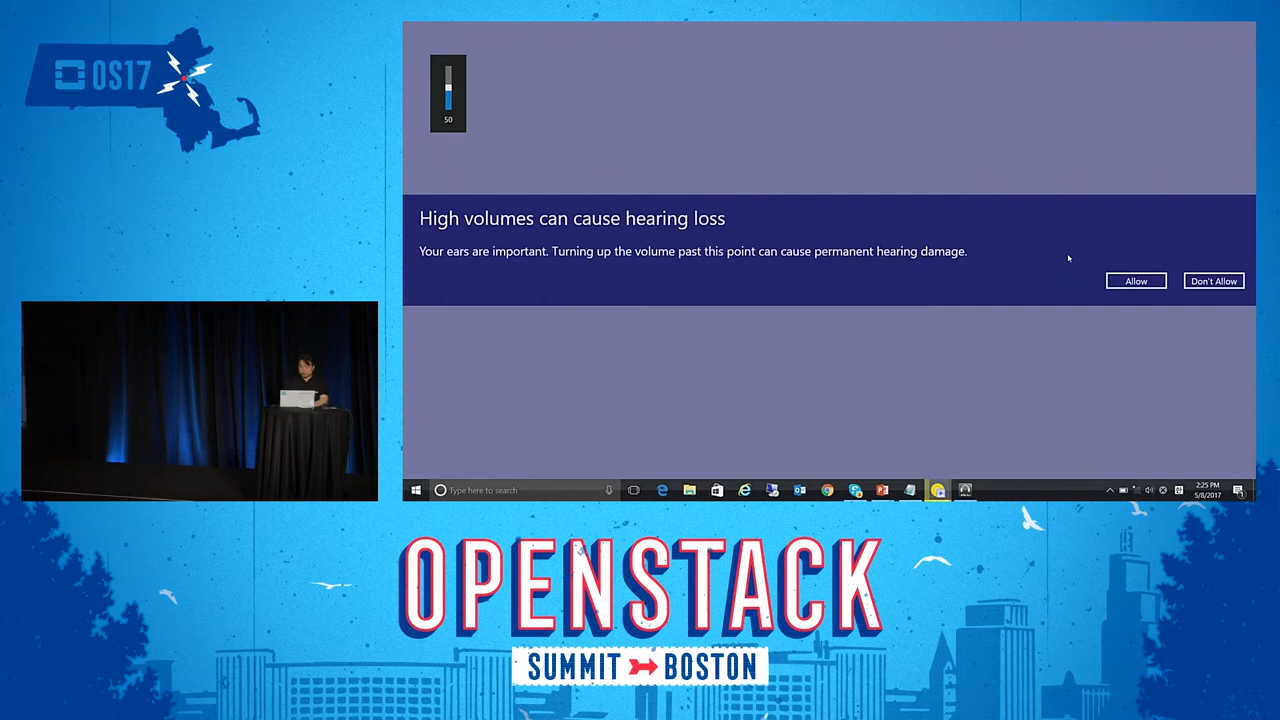 OS17
50
High volumes can cause hearing loss
Your ears are important. Turning up the volume past this point can cause permanent hearing damage.
Allow
Don't Allow
Type here to search
2:25 PM
5/8/2017
OPENSTACK
SUMMIT BOSTON